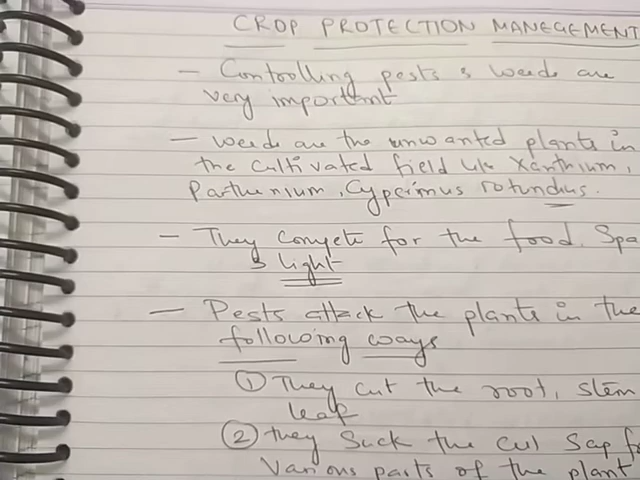 CROP PROTECTION MANEGEMENT
- Controlling pests & weeds are
very important
- weeds are the unwanted plants in
the cultivated field like Xanthium,
Parthenium, Cyperinus rotundus.
- They compete for the food, Spa
& light
- Pests attack the plants in the
following ways
① They cut the root, stem
leaf
② they Suck the cell Sap f
various parts of the plant